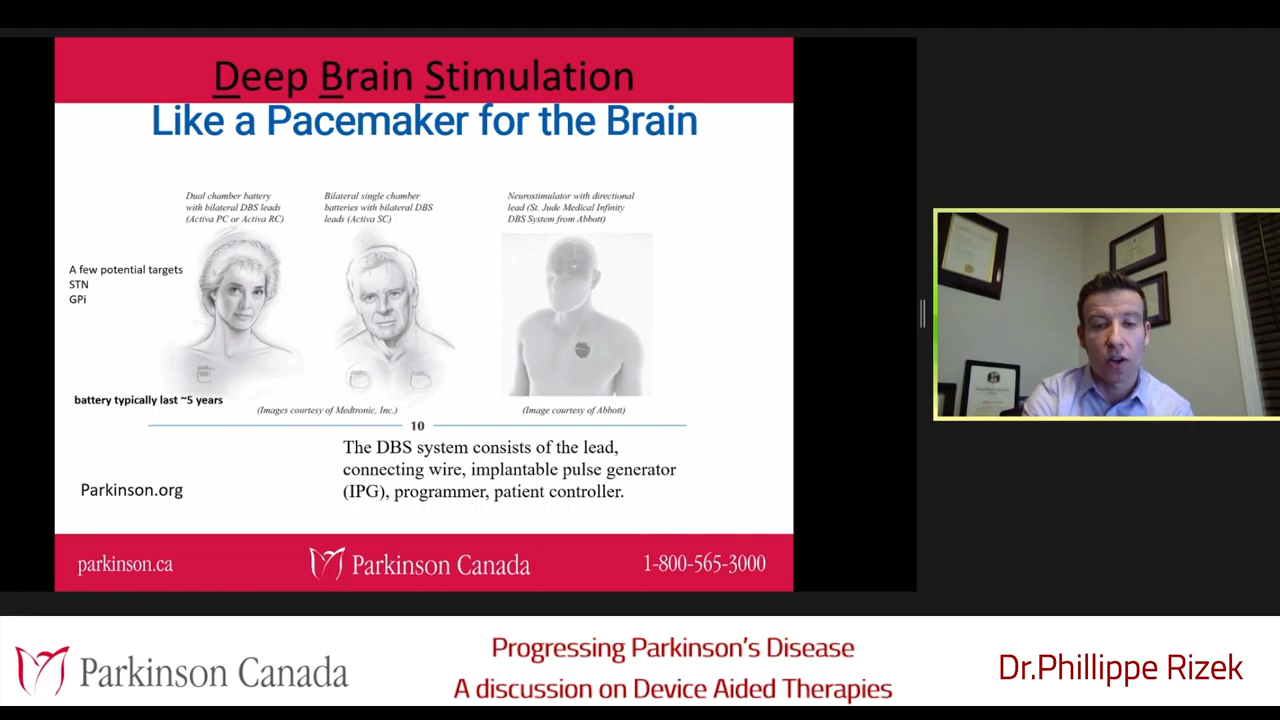 Deep Brain Stimulation
Like a Pacemaker for the Brain
Dual chamber battery
with bilateral DBS leads
(Activa PC or Activa RC)
Bilateral single chamber
batteries with bilateral DBS
leads (Activa SC)
Neurostimulator with directional
lead (St. Jude Medical Infinity
DBS System from Abbott)
A few potential targets
STN
GPi
battery typically last ~5 years
(Images courtesy of Medtronic, Inc.)
(Image courtesy of Abbott)
10
The DBS system consists of the lead,
connecting wire, implantable pulse generator
(IPG), programmer, patient controller.
Parkinson.org
parkinson.ca
Parkinson Canada
1-800-565-3000
Parkinson Canada
Progressing Parkinson's Disease
A discussion on Device Aided Therapies
Dr.Phillippe Rizek